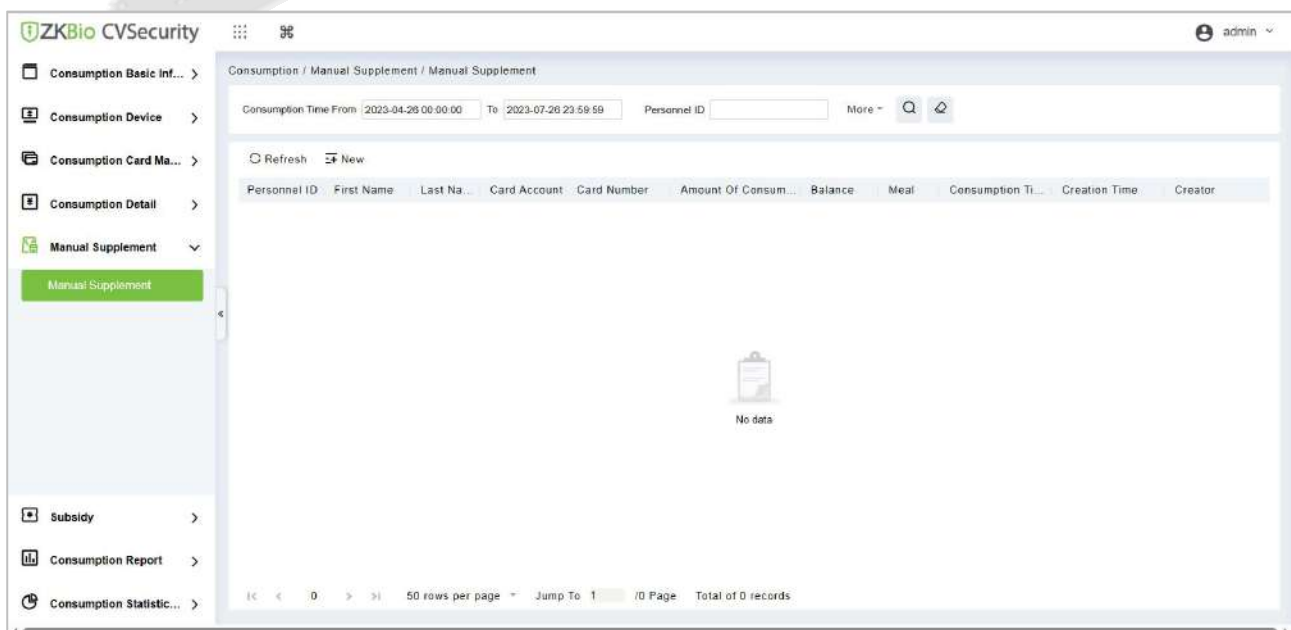 ZKBio CVSecurity
admin
Consumption Basic Inf...
Consumption Device
Consumption Card Ma...
Consumption Detail
Manual Supplement
Manual Supplement
Subsidy
Consumption Report
Consumption Statistic...
Consumption / Manual Supplement / Manual Supplement
Consumption Time From 2023-04-26 00:00:00 To 2023-07-26 23:59:59 Personnel ID More
Refresh New
Personnel ID First Name Last Na... Card Account Card Number Amount Of Consum... Balance Meal Consumption Ti... Creation Time Creator
No data
0 50 rows per page Jump To 1 /0 Page Total of 0 records